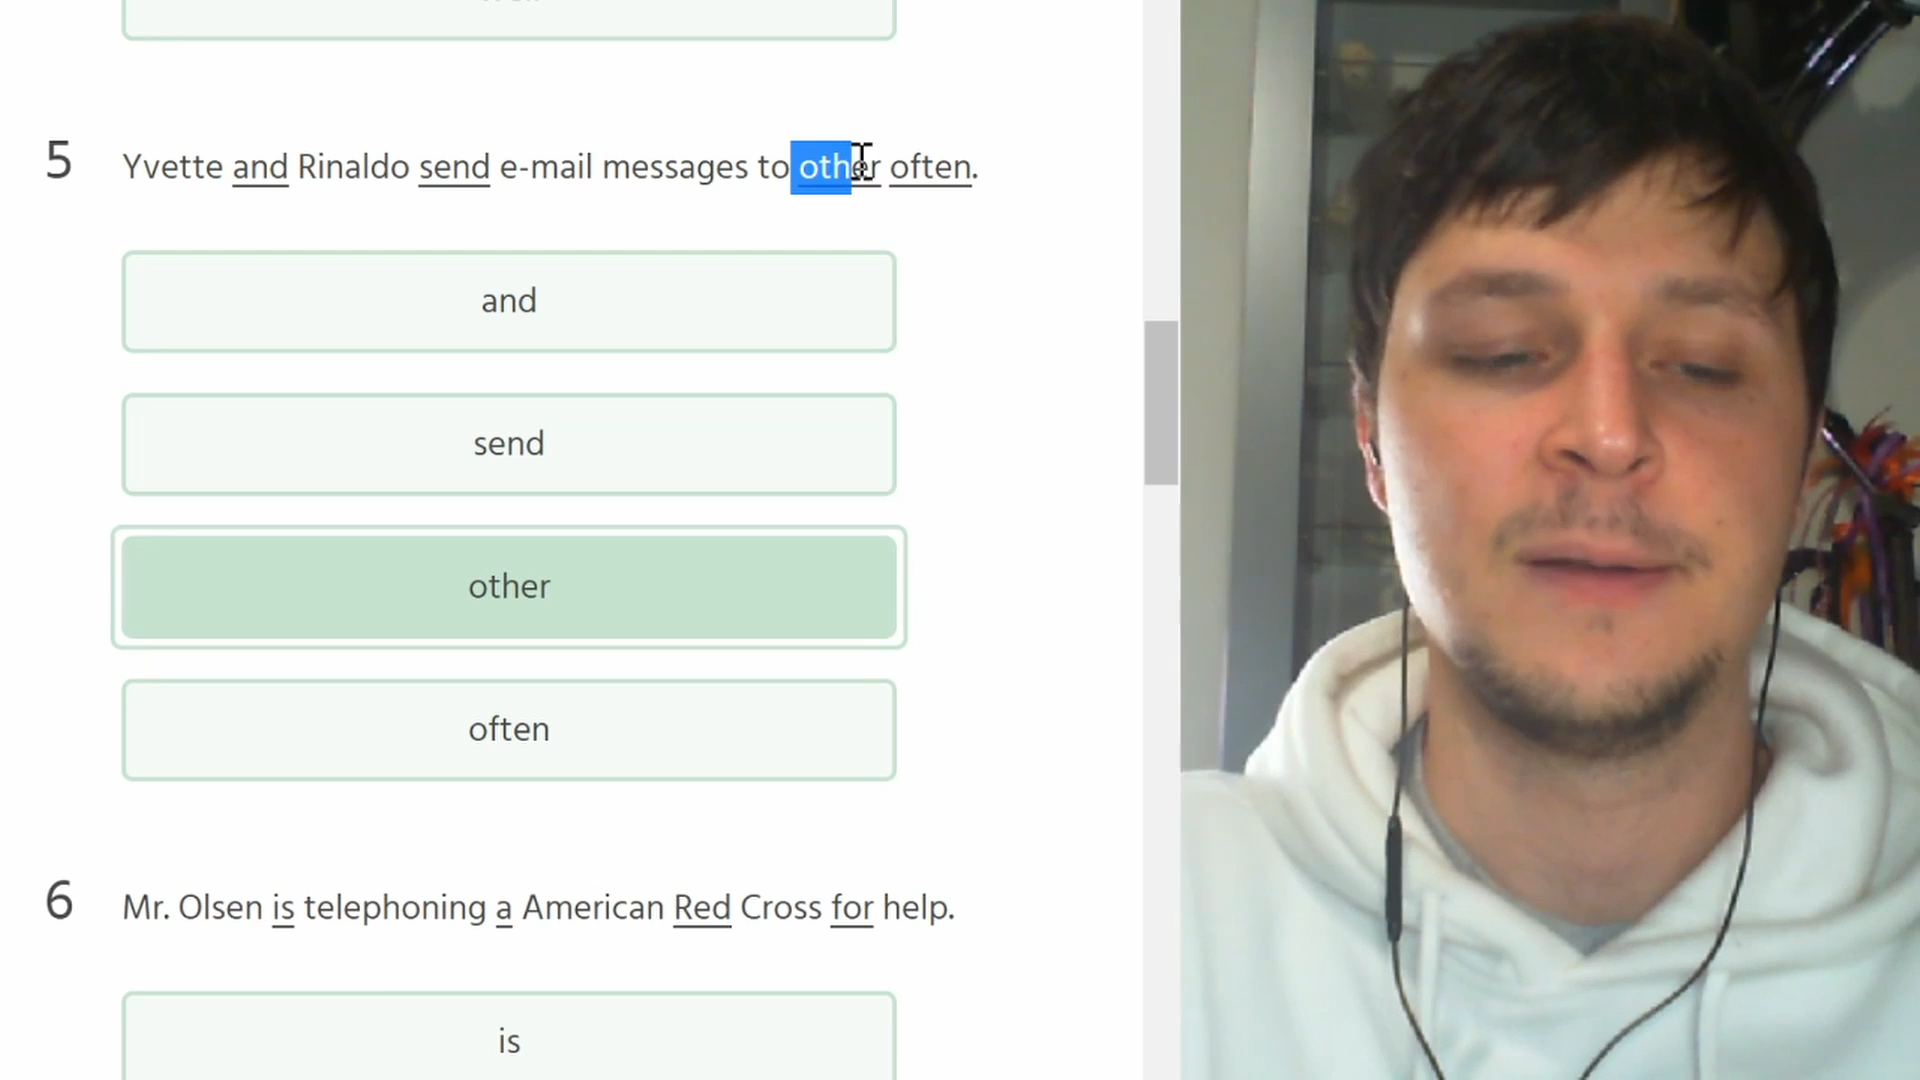 5 Yvette and Rinaldo send e-mail messages to other often.
and
send
other
often
6 Mr. Olsen is telephoning a American Red Cross for help.
is